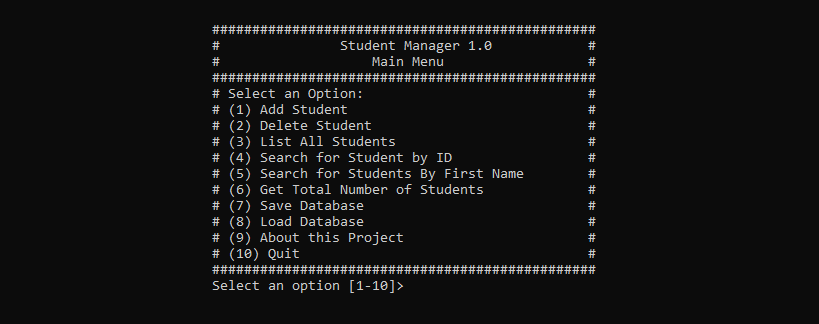 ################################################
# Student Manager 1.0 #
# Main Menu #
################################################
# Select an Option: #
# (1) Add Student #
# (2) Delete Student #
# (3) List All Students #
# (4) Search for Student by ID #
# (5) Search for Students By First Name #
# (6) Get Total Number of Students #
# (7) Save Database #
# (8) Load Database #
# (9) About this Project #
# (10) Quit #
################################################
Select an option [1-10]>